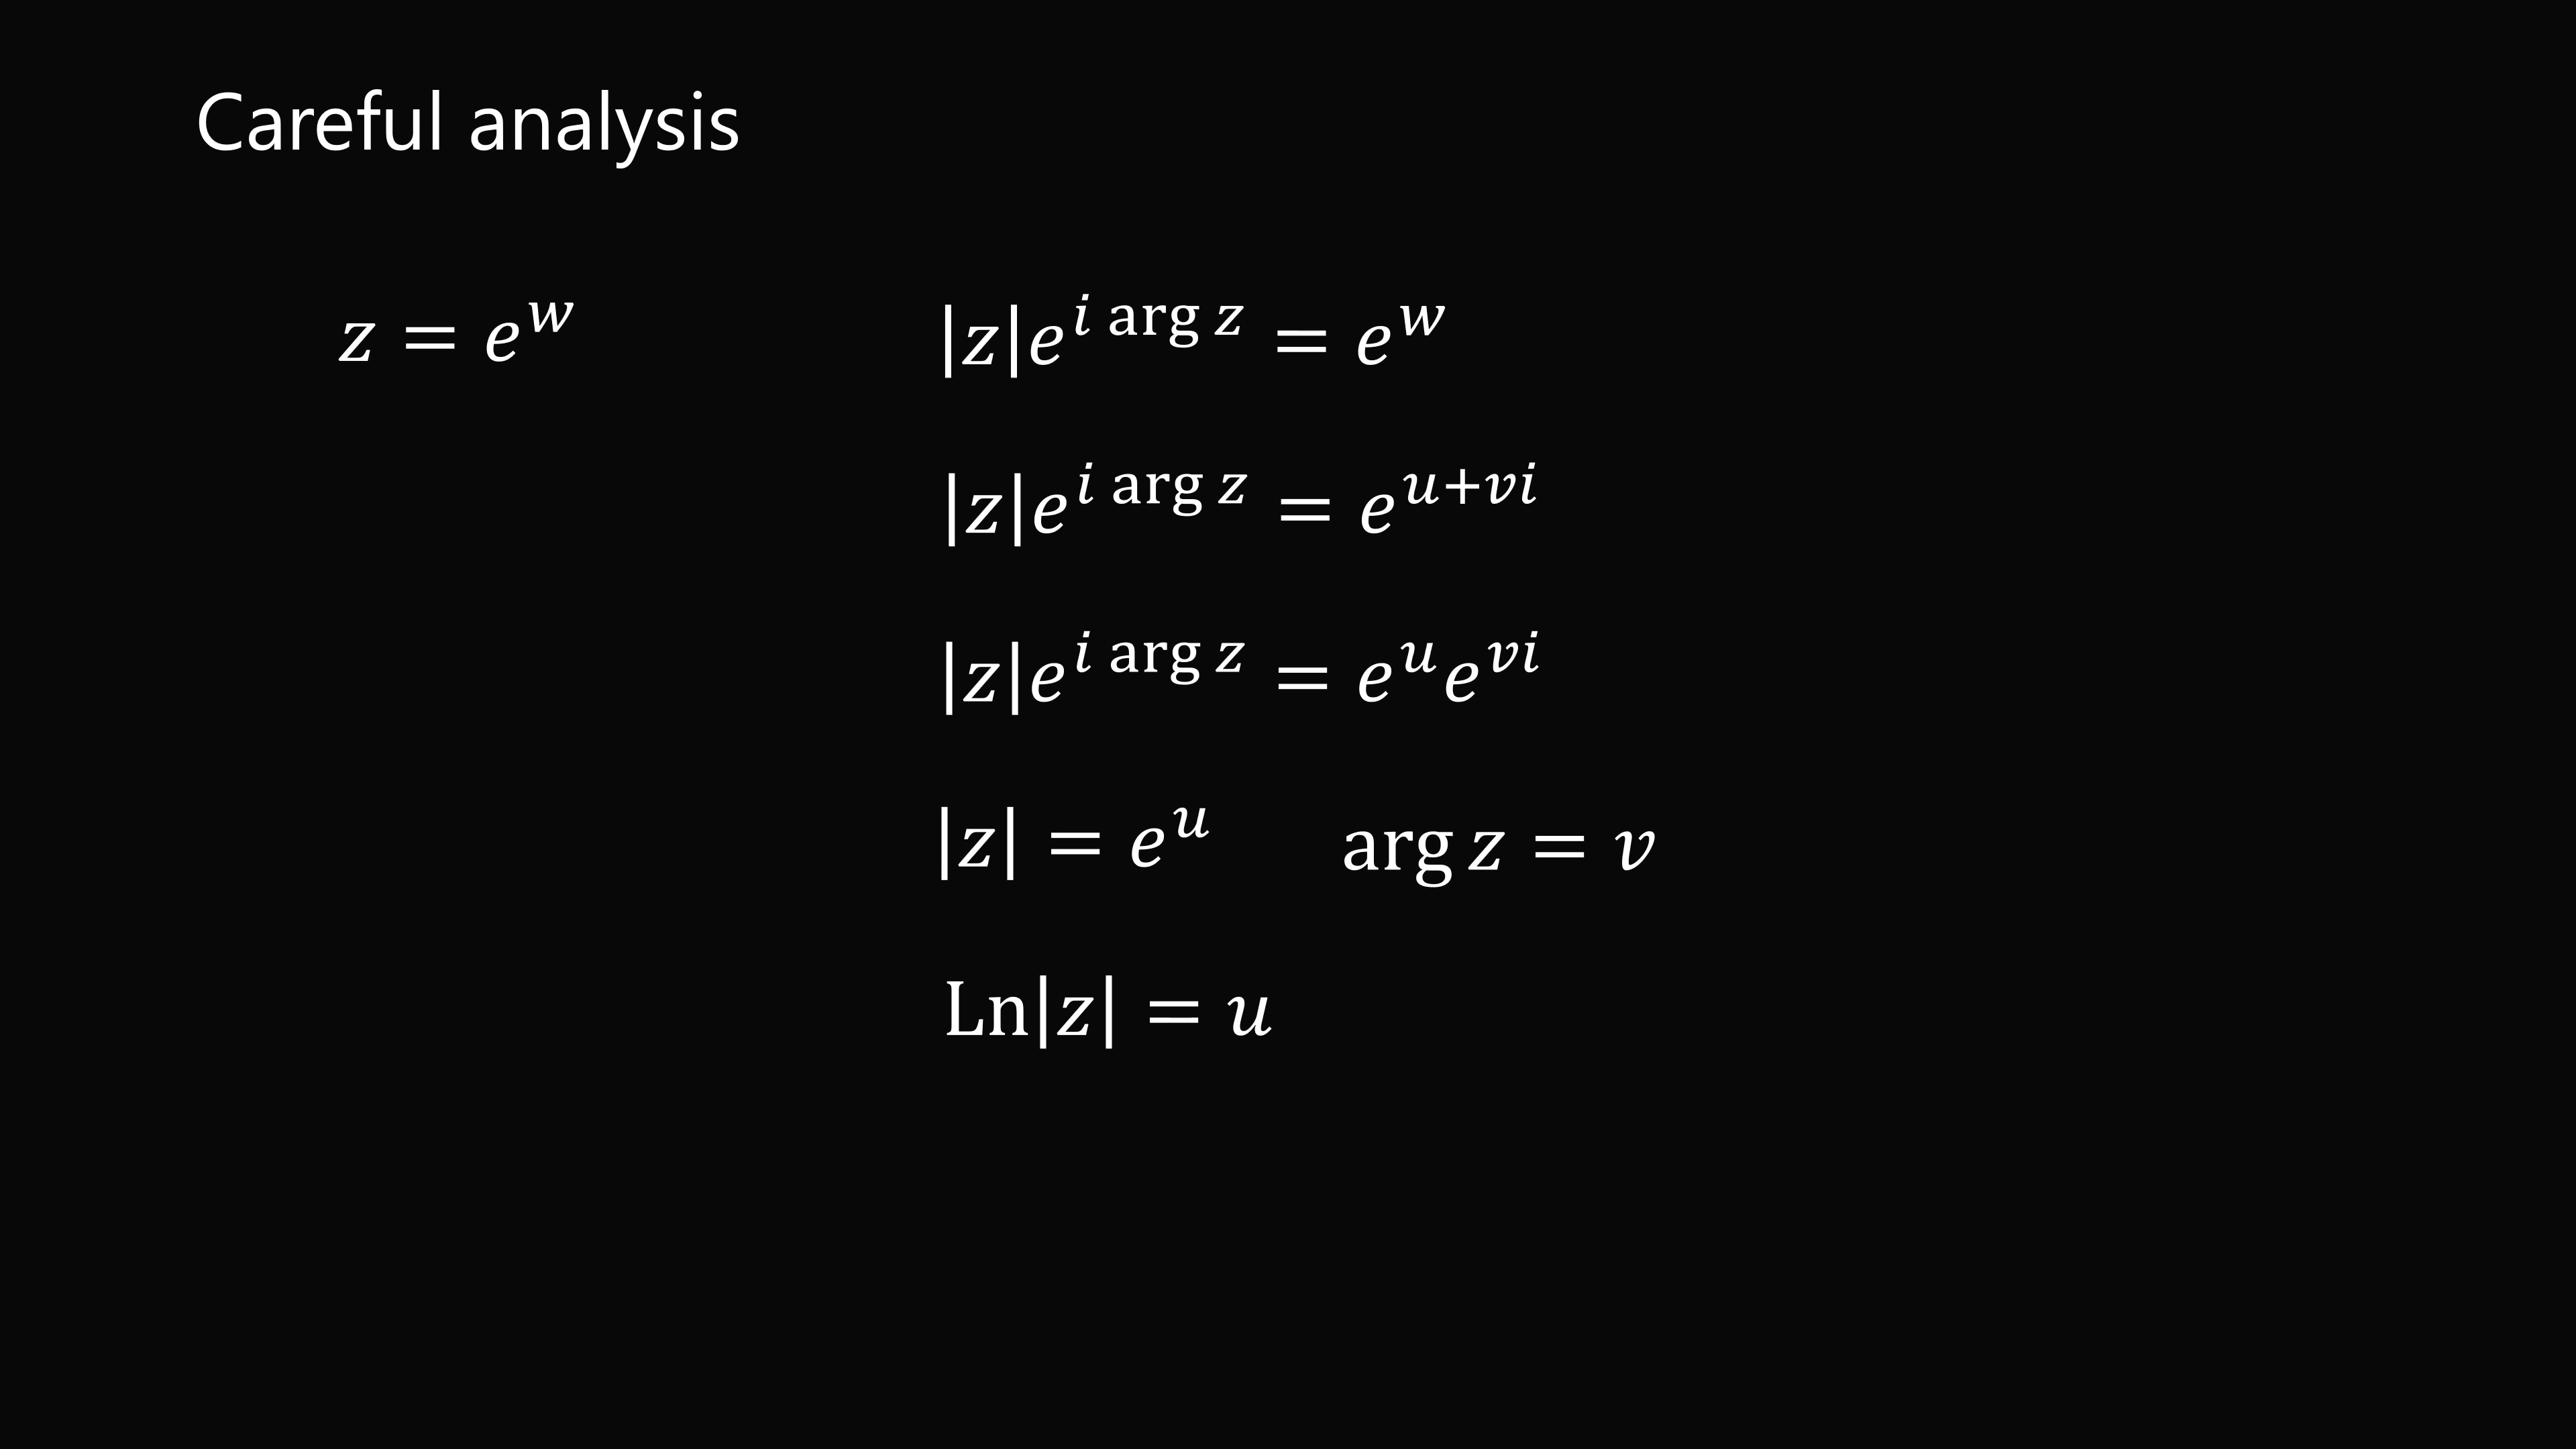 Careful analysis
z = e^w
|z|e^{i arg z} = e^w
|z|e^{i arg z} = e^{u+vi}
|z|e^{i arg z} = e^u e^{vi}
|z| = e^u    arg z = v
Ln|z| = u